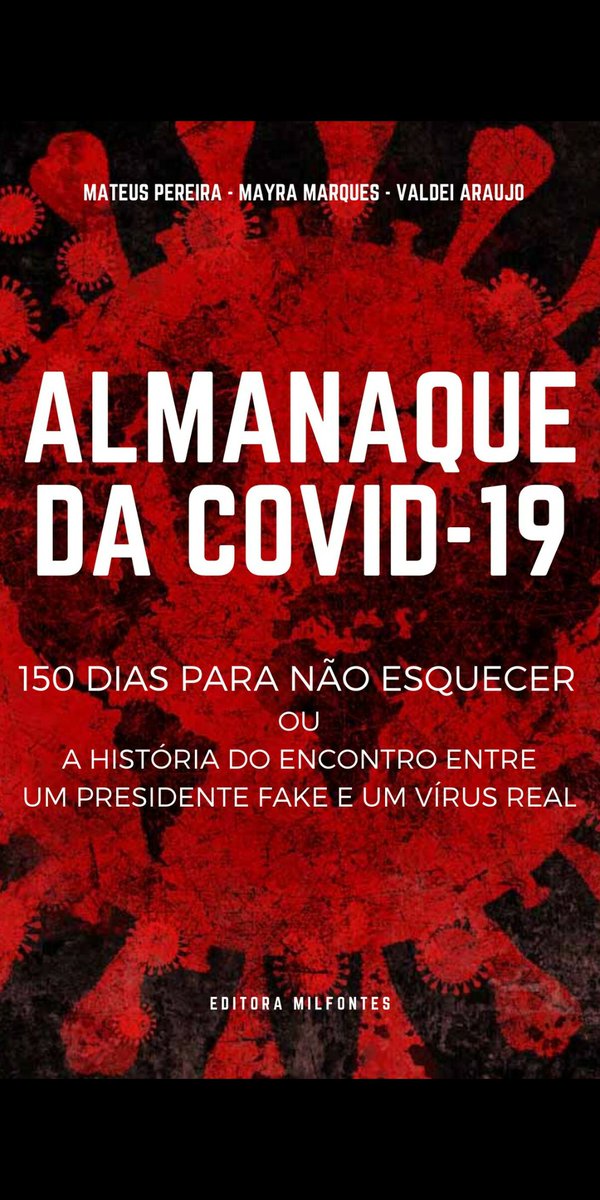 MATEUS PEREIRA - MAYRA MARQUES - VALDEI ARAUJO
ALMANAQUE
DA COVID-19
150 DIAS PARA NÃO ESQUECER
OU
A HISTÓRIA DO ENCONTRO ENTRE
UM PRESIDENTE FAKE E UM VÍRUS REAL
EDITORA MILFONTES